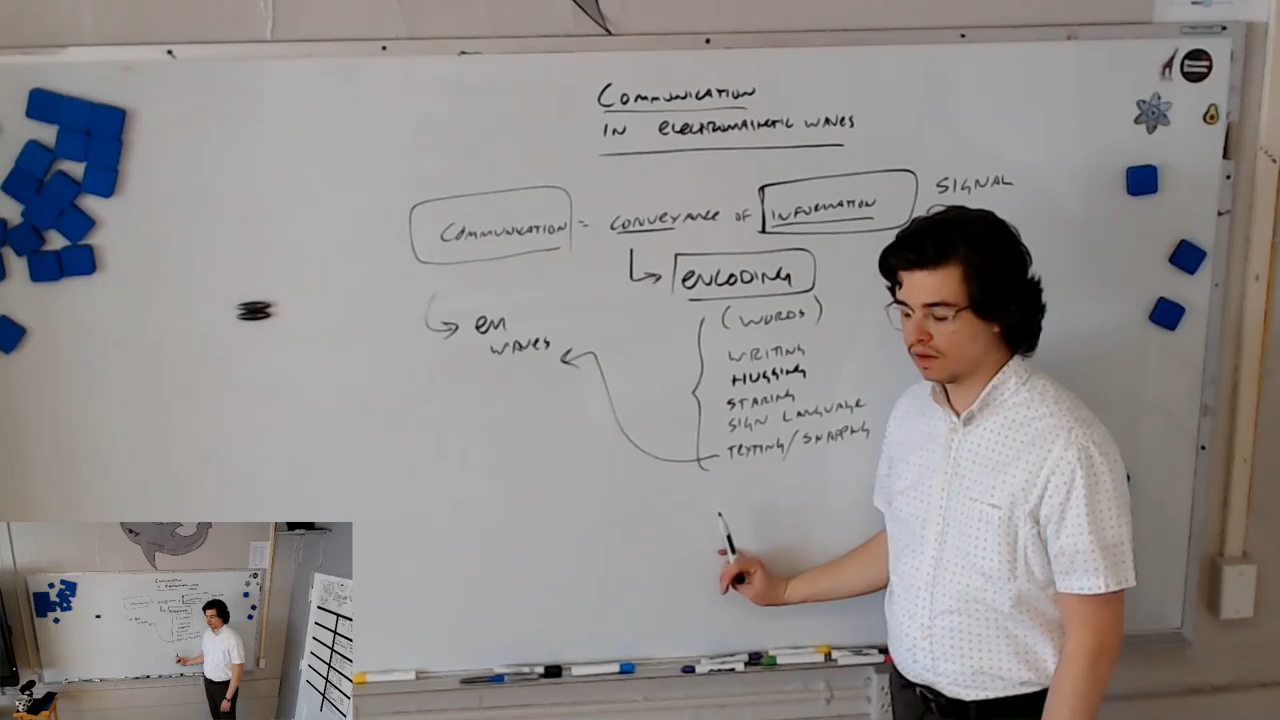 COMMUNICATION
IN ELECTROMAGNETIC WAVES
COMMUNICATION = CONVEYANCE OF INFORMATION SIGNAL
ENCODING
(WORDS)
EM
WAVES
WRITING
HUGGING
STARING
SIGN LANGUAGE
TEXTING/SNAPPING